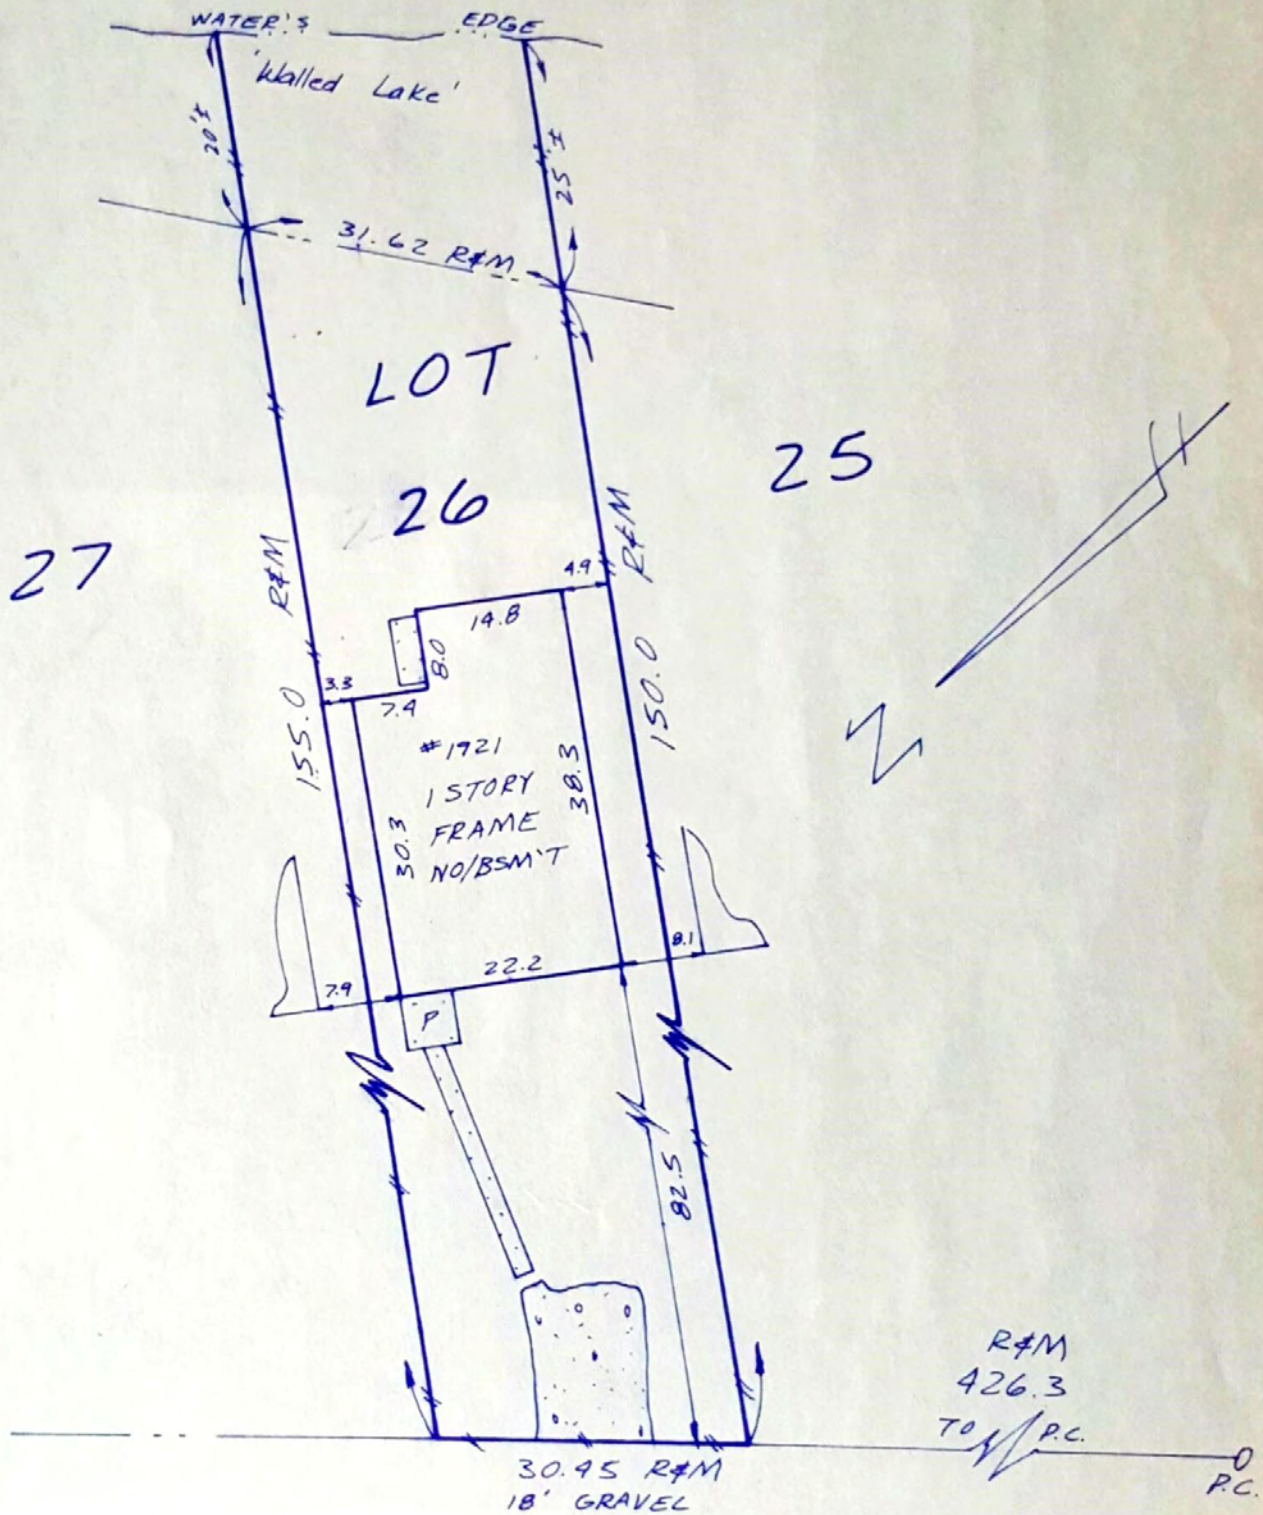 WATER'S EDGE
'Walled Lake'
20'±
25'±
31.62 R&M
LOT
26
25
27
R&M
155.0
R&M
150.0
4.9
14.8
8.0
3.3
7.4
#1921
1 STORY
FRAME
NO/BSM'T
30.3
38.3
N
22.2
8.1
7.9
P
82.5
R&M
426.3
TO P.C.
P.C.
30.45 R&M
18' GRAVEL